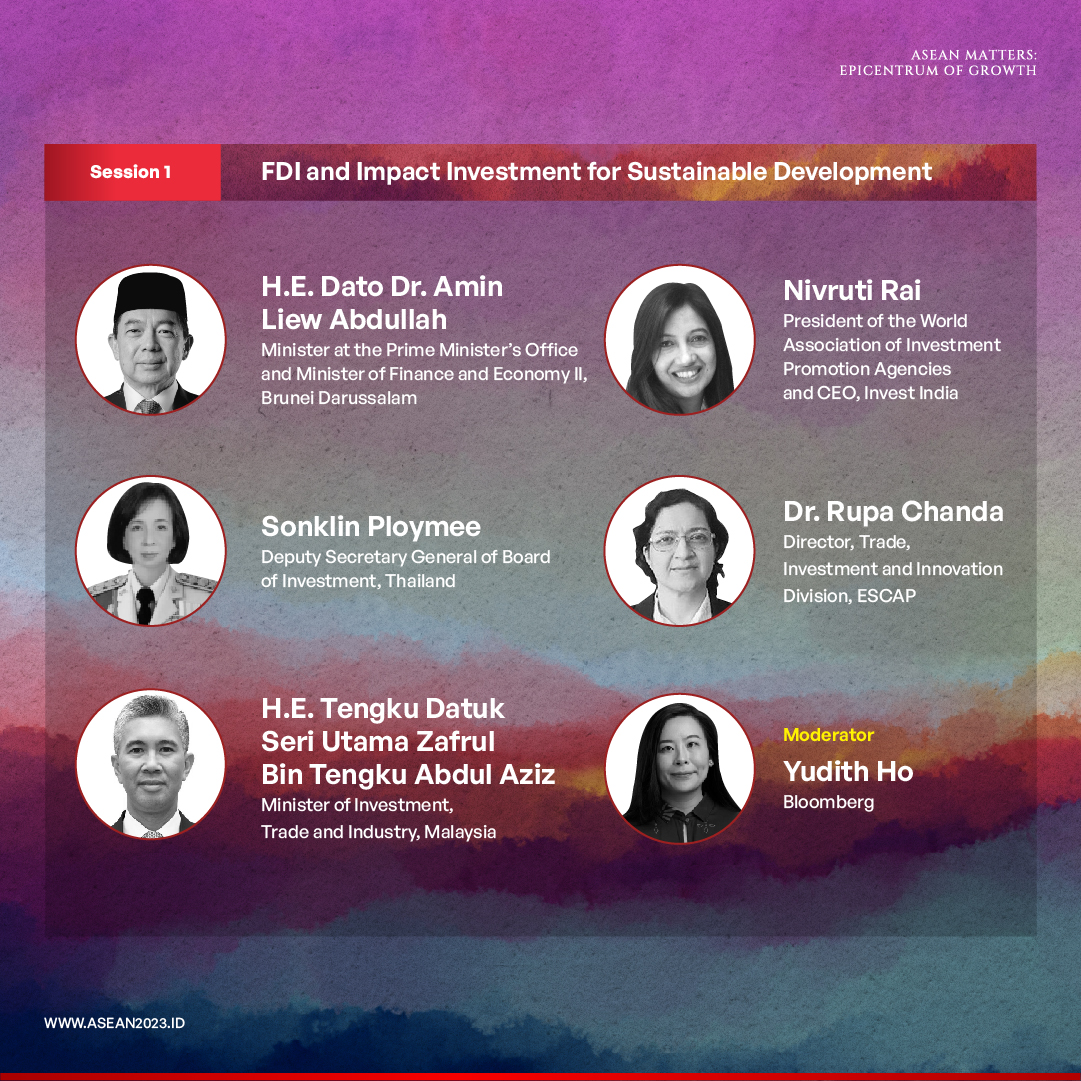 ASEAN MATTERS:
EPICENTRUM OF GROWTH
Session 1
FDI and Impact Investment for Sustainable Development
H.E. Dato Dr. Amin
Liew Abdullah
Minister at the Prime Minister's Office
and Minister of Finance and Economy II,
Brunei Darussalam
Nivruti Rai
President of the World
Association of Investment
Promotion Agencies
and CEO, Invest India
Sonklin Ploymee
Deputy Secretary General of Board
of Investment, Thailand
Dr. Rupa Chanda
Director, Trade,
Investment and Innovation
Division, ESCAP
H.E. Tengku Datuk
Seri Utama Zafrul
Bin Tengku Abdul Aziz
Minister of Investment,
Trade and Industry, Malaysia
Moderator
Yudith Ho
Bloomberg
WWW.ASEAN2023.ID